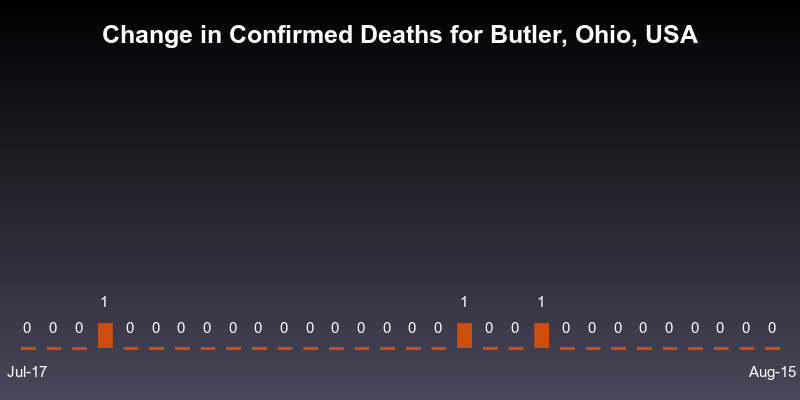 Change in Confirmed Deaths for Butler, Ohio, USA
1 1 1
0 0 0 0 0 0 0 0 0 0 0 0 0 0 0 0 0 0 0 0 0 0 0 0 0 0 0
Jul-17 Aug-15